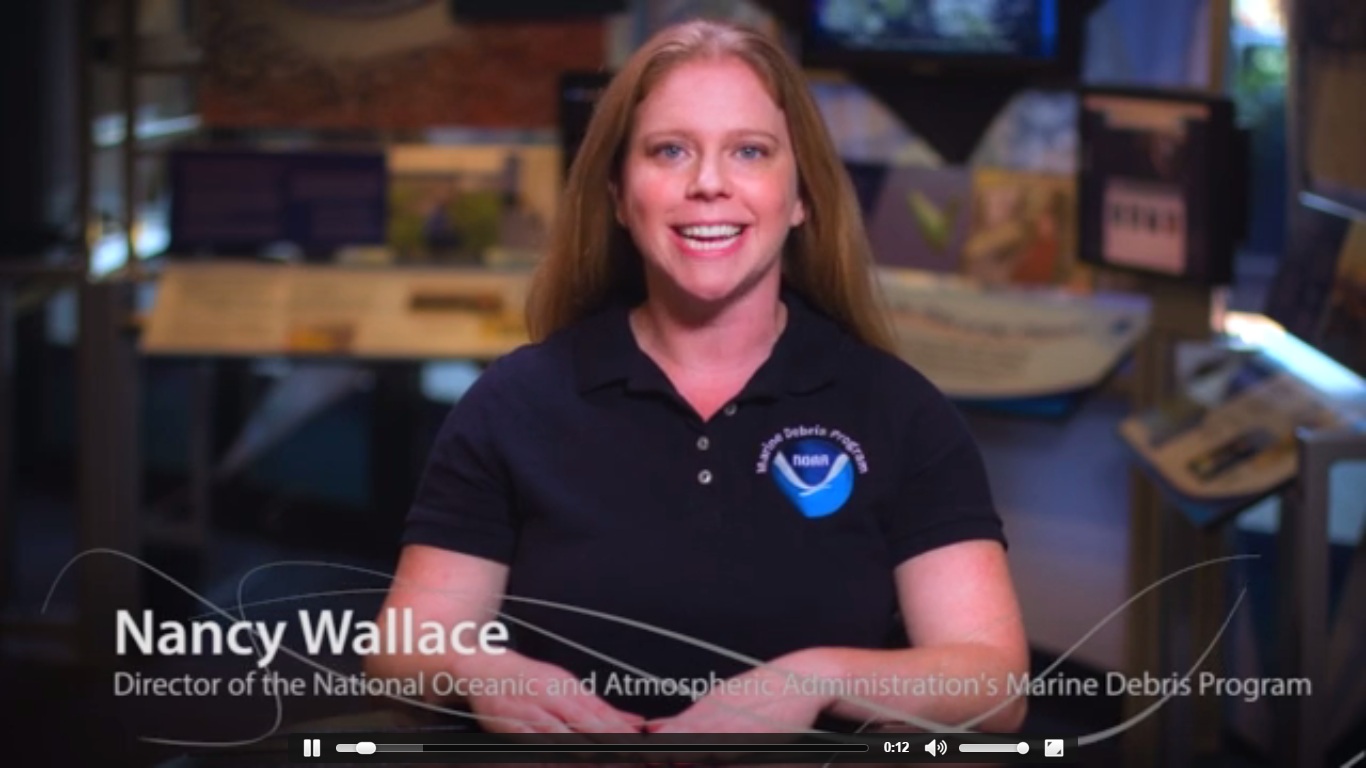 Marine Debris Program
NOAA
Nancy Wallace
Director of the National Oceanic and Atmospheric Administration's Marine Debris Program
0:12